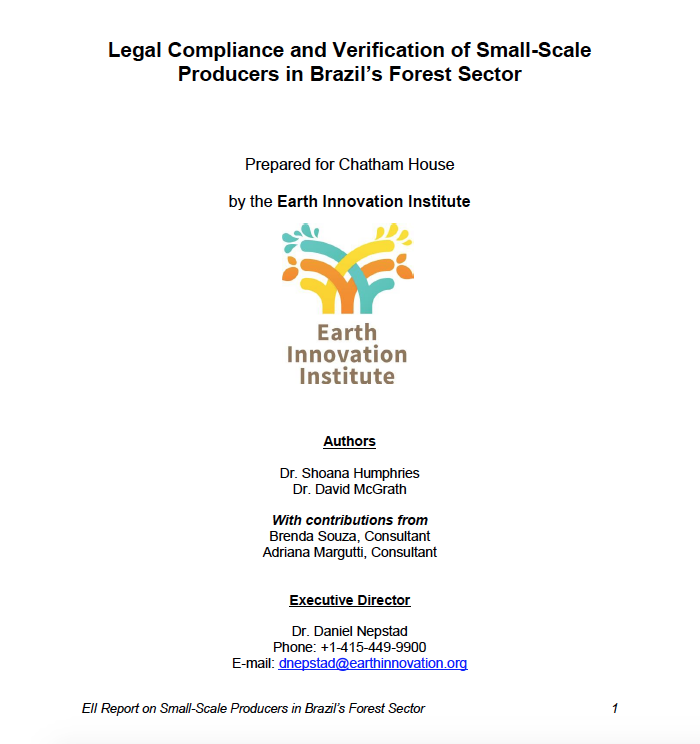 Legal Compliance and Verification of Small-Scale
Producers in Brazil's Forest Sector
Prepared for Chatham House
by the Earth Innovation Institute
Earth
Innovation
Institute
Authors
Dr. Shoana Humphries
Dr. David McGrath
With contributions from
Brenda Souza, Consultant
Adriana Margutti, Consultant
Executive Director
Dr. Daniel Nepstad
Phone: +1-415-449-9900
E-mail: dnepstad@earthinnovation.org
EII Report on Small-Scale Producers in Brazil's Forest Sector 1